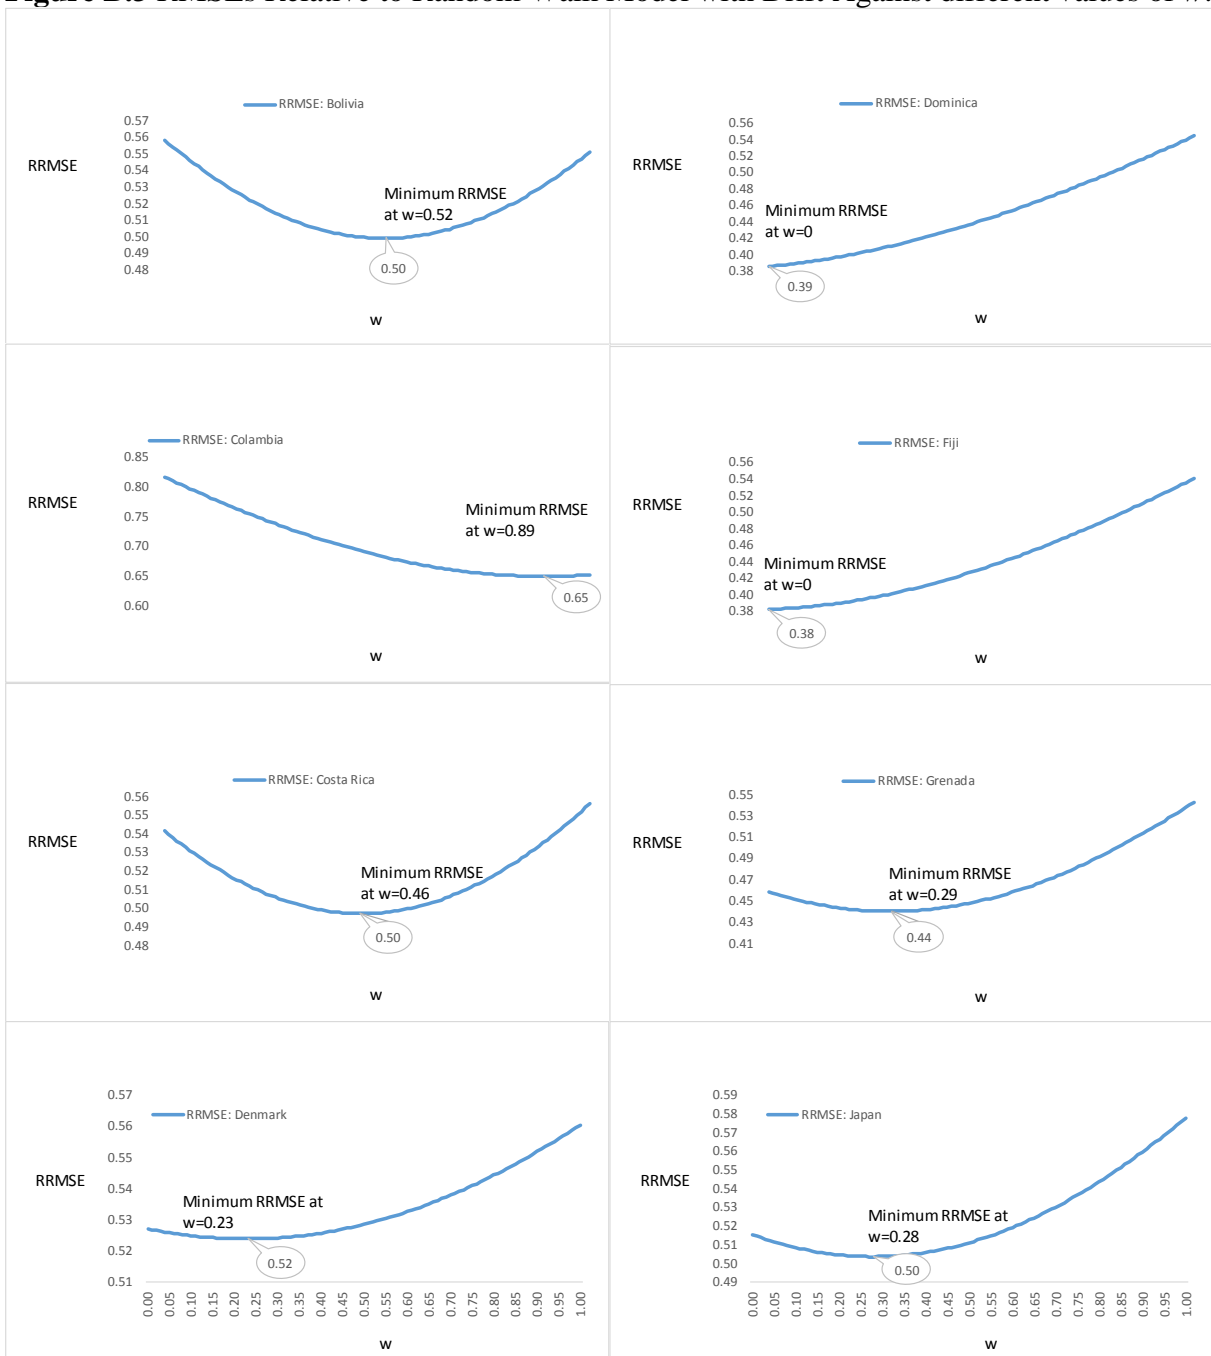 Figure B.3 RMSEs Relative to Random Walk Model with Drift Against different values of w.
RRMSE: Bolivia
0.57
0.56
0.55
0.54
0.53
0.52
0.51
0.50
0.49
0.48
RRMSE
Minimum RRMSE
at w=0.52
0.50
w
RRMSE: Dominica
0.56
0.54
0.52
0.50
0.48
0.46
0.44
0.42
0.40
0.38
RRMSE
Minimum RRMSE
at w=0
0.39
w
RRMSE: Colambia
0.85
0.80
0.75
0.70
0.65
0.60
RRMSE
Minimum RRMSE
at w=0.89
0.65
w
RRMSE: Fiji
0.56
0.54
0.52
0.50
0.48
0.46
0.44
0.42
0.40
0.38
RRMSE
Minimum RRMSE
at w=0
0.38
w
RRMSE: Costa Rica
0.56
0.55
0.54
0.53
0.52
0.51
0.50
0.49
0.48
RRMSE
Minimum RRMSE
at w=0.46
0.50
w
RRMSE: Grenada
0.55
0.53
0.51
0.49
0.47
0.45
0.43
0.41
RRMSE
Minimum RRMSE
at w=0.29
0.44
w
RRMSE: Denmark
0.57
0.56
0.55
0.54
0.53
0.52
0.51
RRMSE
Minimum RRMSE at
w=0.23
0.52
0.00 0.05 0.10 0.15 0.20 0.25 0.30 0.35 0.40 0.45 0.50 0.55 0.60 0.65 0.70 0.75 0.80 0.85 0.90 0.95 1.00
w
RRMSE: Japan
0.59
0.58
0.57
0.56
0.55
0.54
0.53
0.52
0.51
0.50
0.49
RRMSE
Minimum RRMSE at
w=0.28
0.50
0.00 0.05 0.10 0.15 0.20 0.25 0.30 0.35 0.40 0.45 0.50 0.55 0.60 0.65 0.70 0.75 0.80 0.85 0.90 0.95 1.00
w